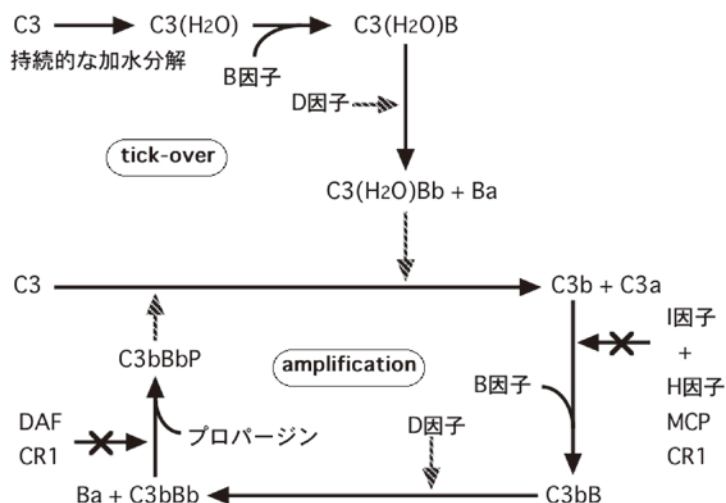 C3 C3(H2O) C3(H2O)B
持続的な加水分解
B因子
D因子
tick-over
C3(H2O)Bb + Ba
C3 C3b + C3a
I因子
+
C3bBbP
amplification
B因子
H因子
DAF
MCP
D因子
プロパージン
CR1
CR1
Ba + C3bBb
C3bB